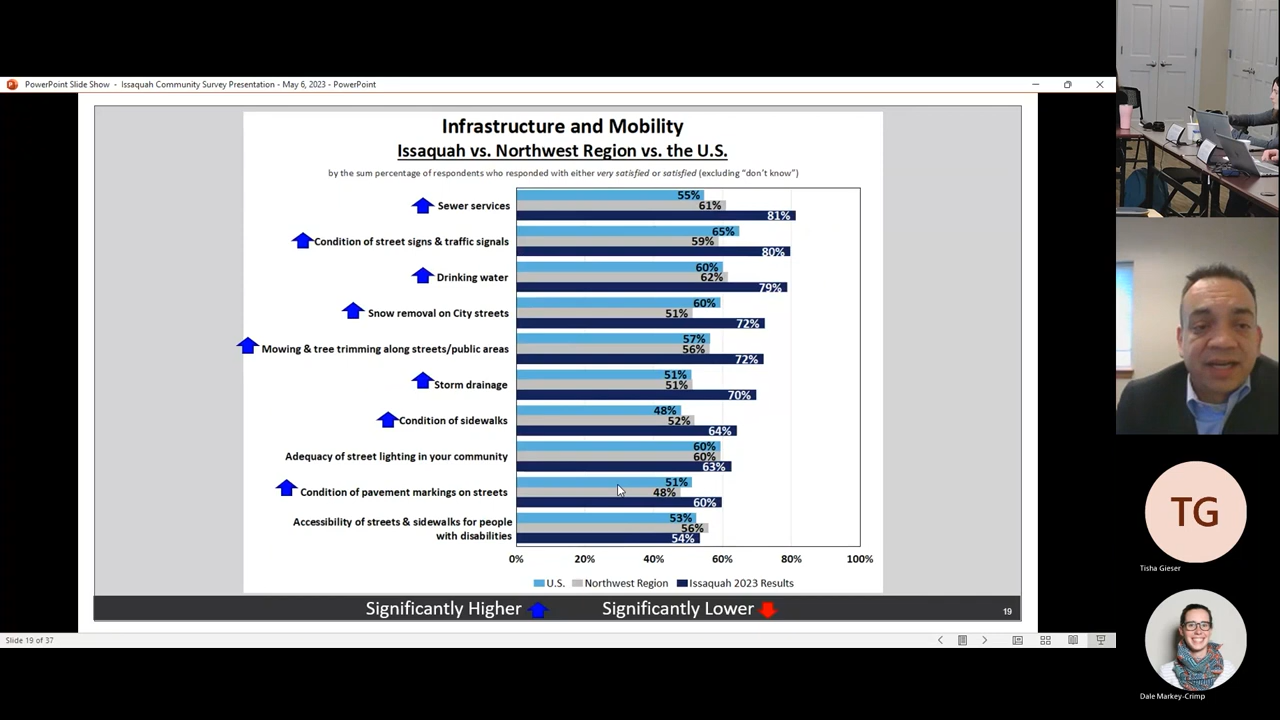 PowerPoint Slide Show - Issaquah Community Survey Presentation - May 6, 2023 - PowerPoint
Infrastructure and Mobility
Issaquah vs. Northwest Region vs. the U.S.
by the sum percentage of respondents who responded with either very satisfied or satisfied (excluding "don't know")
Sewer services
55%
61%
81%
Condition of street signs & traffic signals
65%
59%
80%
Drinking water
60%
62%
79%
Snow removal on City streets
60%
51%
72%
Mowing & tree trimming along streets/public areas
57%
56%
72%
Storm drainage
51%
51%
70%
Condition of sidewalks
48%
52%
64%
Adequacy of street lighting in your community
60%
60%
63%
Condition of pavement markings on streets
51%
48%
60%
Accessibility of streets & sidewalks for people
with disabilities
53%
56%
54%
0% 20% 40% 60% 80% 100%
U.S. Northwest Region Issaquah 2023 Results
Significantly Higher Significantly Lower
19
Slide 19 of 37
TG
Tisha Gieser
Dale Markey-Crimp